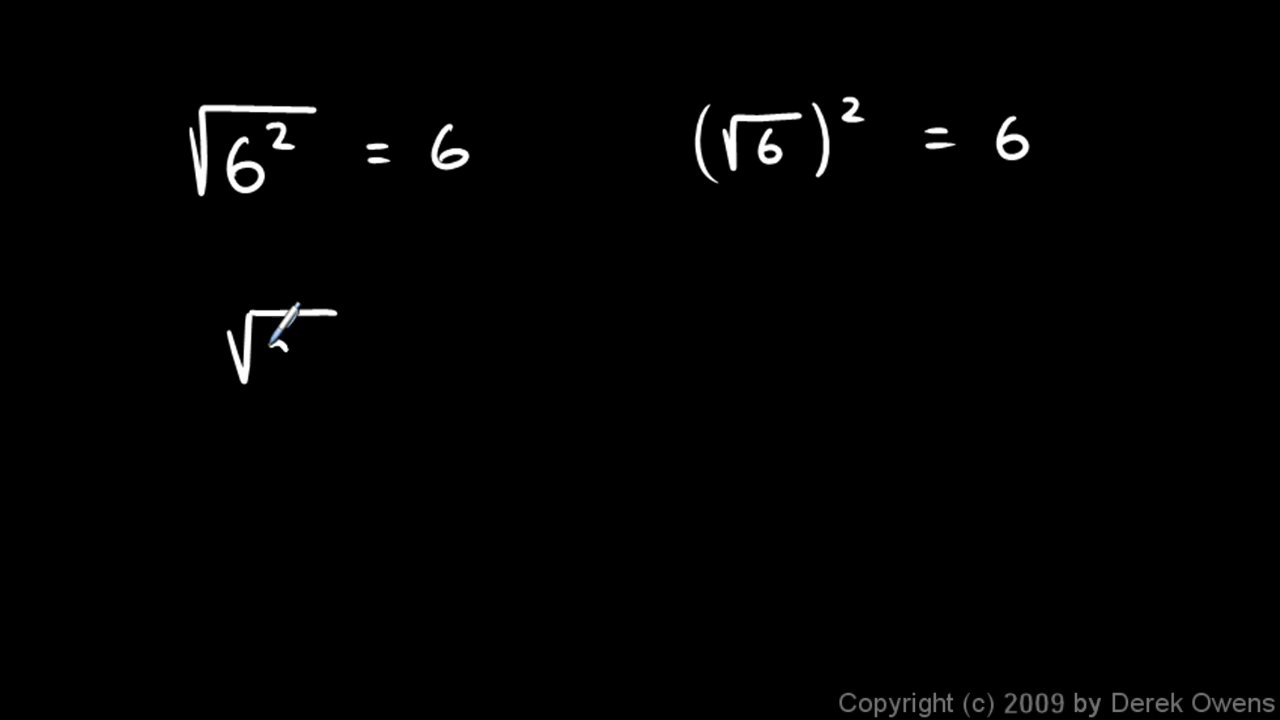 √6² = 6 (√6)² = 6
√
Copyright (c) 2009 by Derek Owens